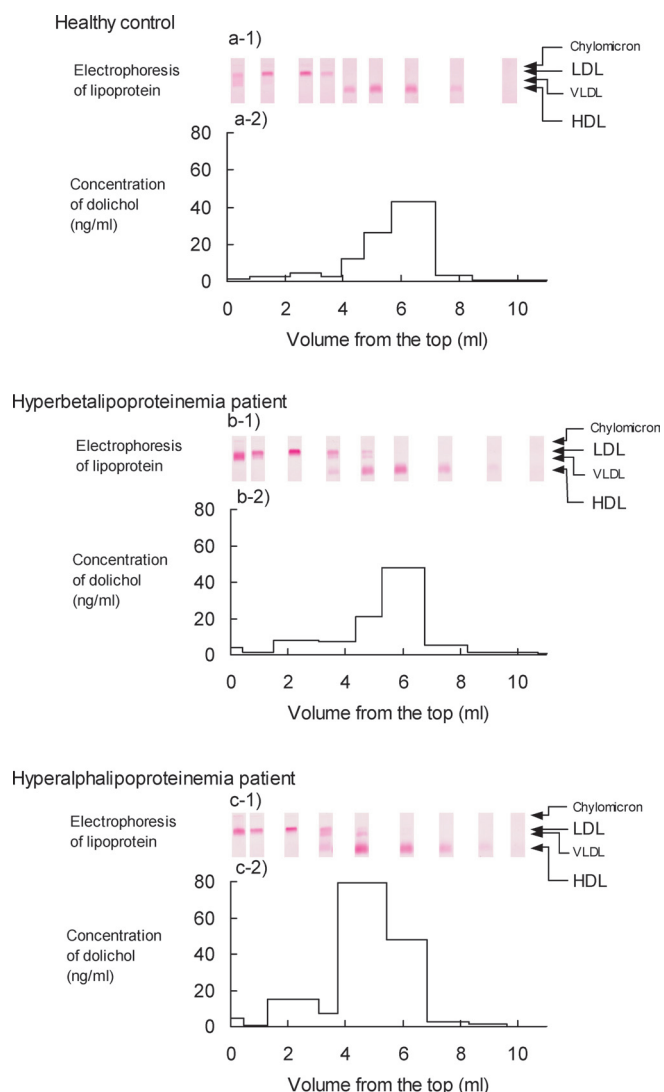 Healthy control
a-1)
Electrophoresis
of lipoprotein
Chylomicron
LDL
VLDL
HDL
a-2)
Concentration
of dolichol
(ng/ml)
80
60
40
20
0
0 2 4 6 8 10
Volume from the top (ml)
Hyperbetalipoproteinemia patient
b-1)
Electrophoresis
of lipoprotein
Chylomicron
LDL
VLDL
HDL
b-2)
Concentration
of dolichol
(ng/ml)
80
60
40
20
0
0 2 4 6 8 10
Volume from the top (ml)
Hyperalphalipoproteinemia patient
c-1)
Electrophoresis
of lipoprotein
Chylomicron
LDL
VLDL
HDL
c-2)
Concentration
of dolichol
(ng/ml)
80
60
40
20
0
0 2 4 6 8 10
Volume from the top (ml)